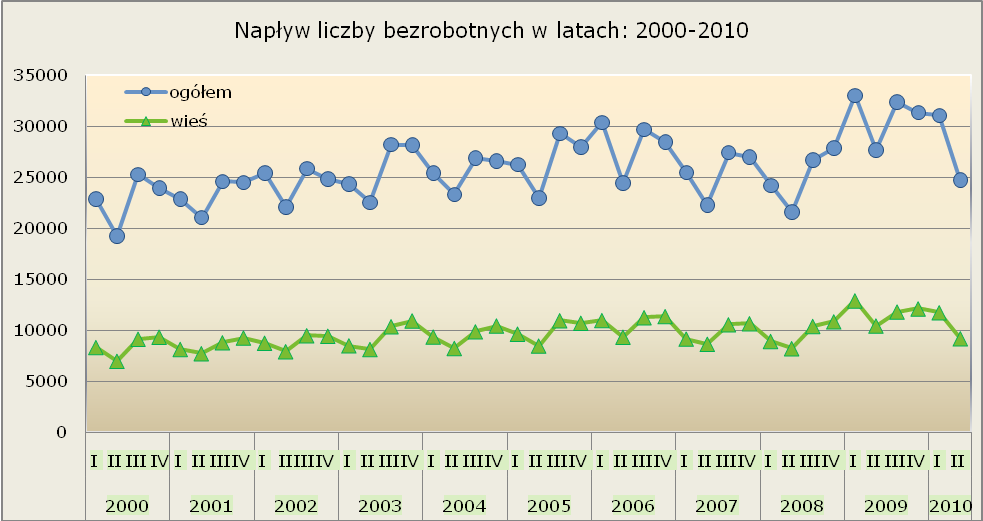 Napływ liczby bezrobotnych w latach: 2000-2010
35000
ogółem
wieś
30000
25000
20000
15000
10000
5000
0
I II III IV I II III IV I II III IV I II III IV I II III IV I II III IV I II III IV I II III IV I II III IV I II III IV I II
2000 2001 2002 2003 2004 2005 2006 2007 2008 2009 2010